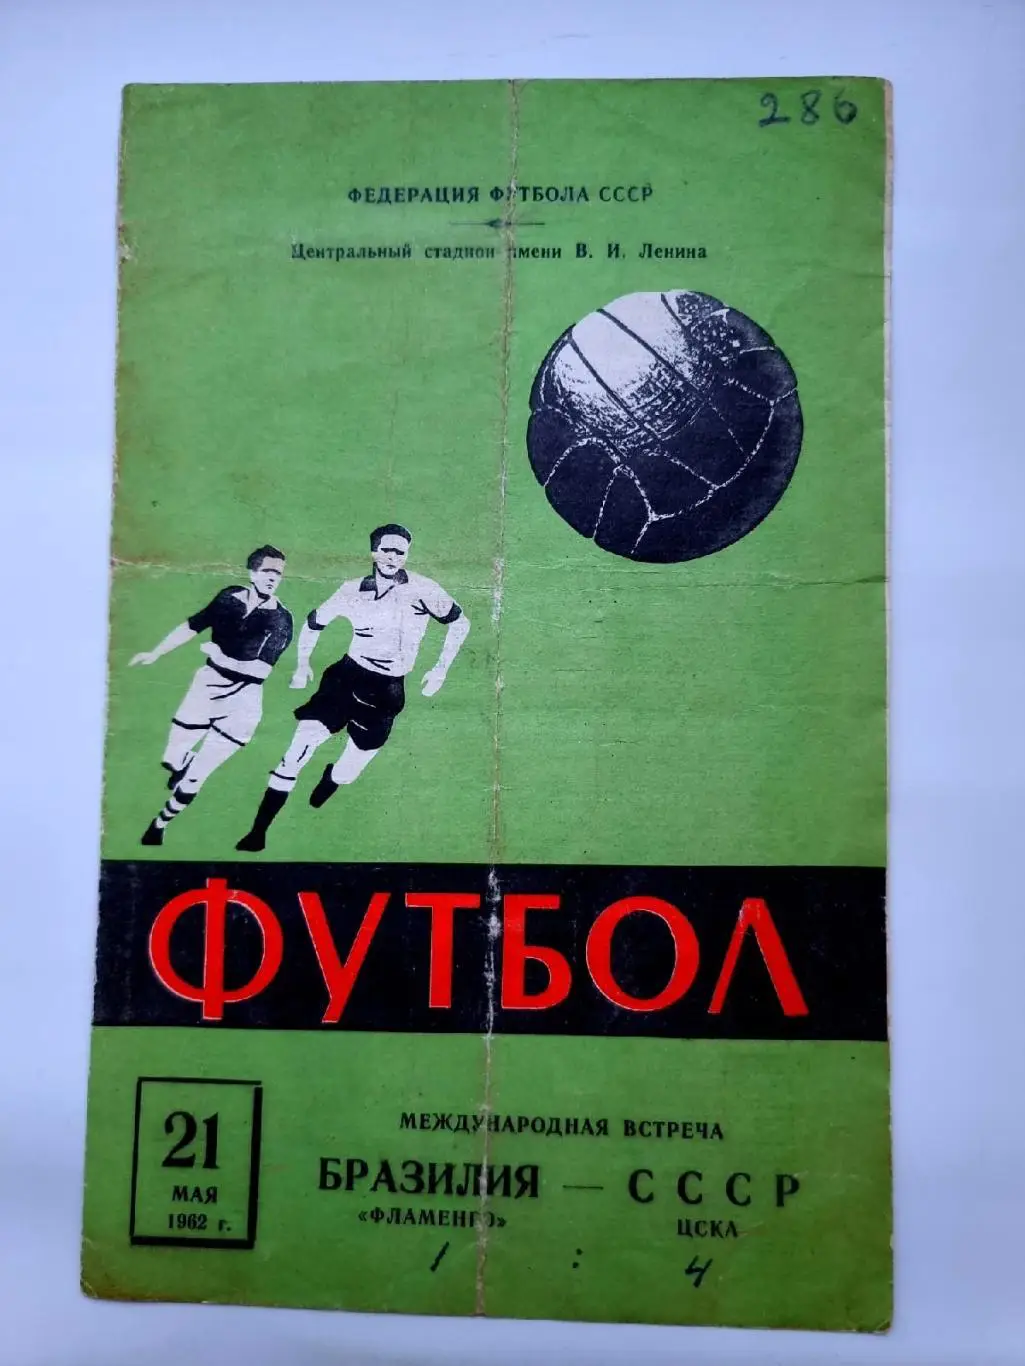 286
ФЕДЕРАЦИЯ ФУТБОЛА СССР
Центральный стадион имени В. И. Ленина
ФУТБОЛ
21
МАЯ
1962 г.
МЕЖДУНАРОДНАЯ ВСТРЕЧА
БРАЗИЛИЯ — СССР
«ФЛАМЕНГО» ЦСКА
1 : 4